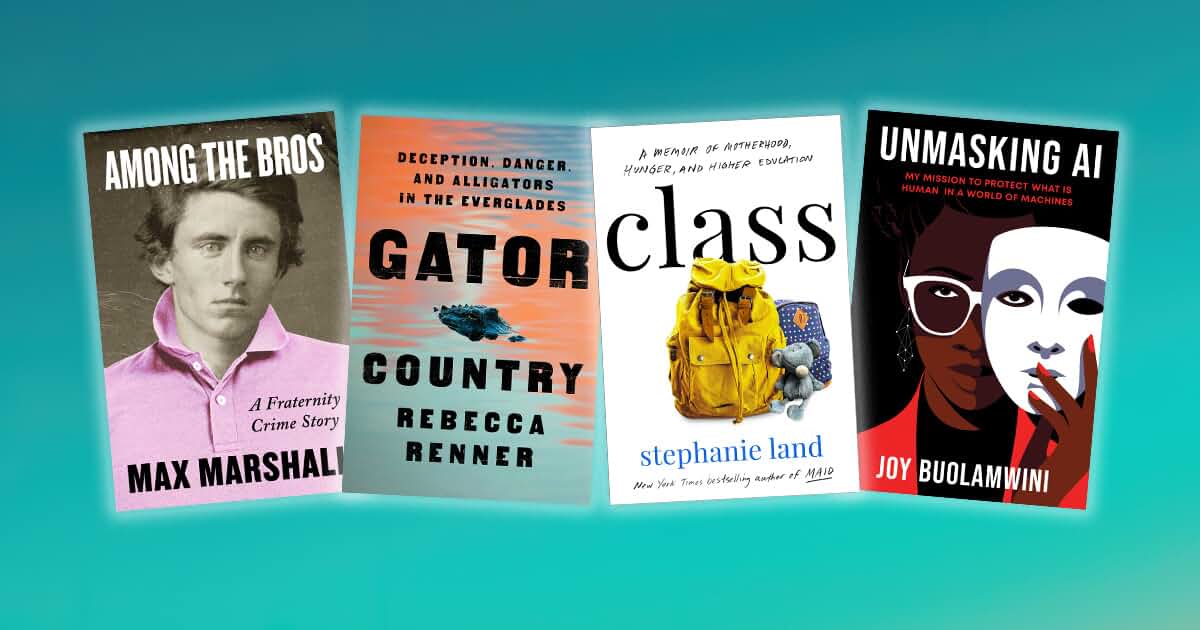 AMONG THE BROS
A Fraternity
Crime Story
MAX MARSHALL
DECEPTION, DANGER,
AND ALLIGATORS
IN THE EVERGLADES
GATOR
COUNTRY
REBECCA
RENNER
A MEMOIR OF MOTHERHOOD,
HUNGER, AND HIGHER EDUCATION
class
stephanie land
New York Times bestselling author of MAID
UNMASKING AI
MY MISSION TO PROTECT WHAT IS
HUMAN IN A WORLD OF MACHINES
JOY BUOLAMWINI